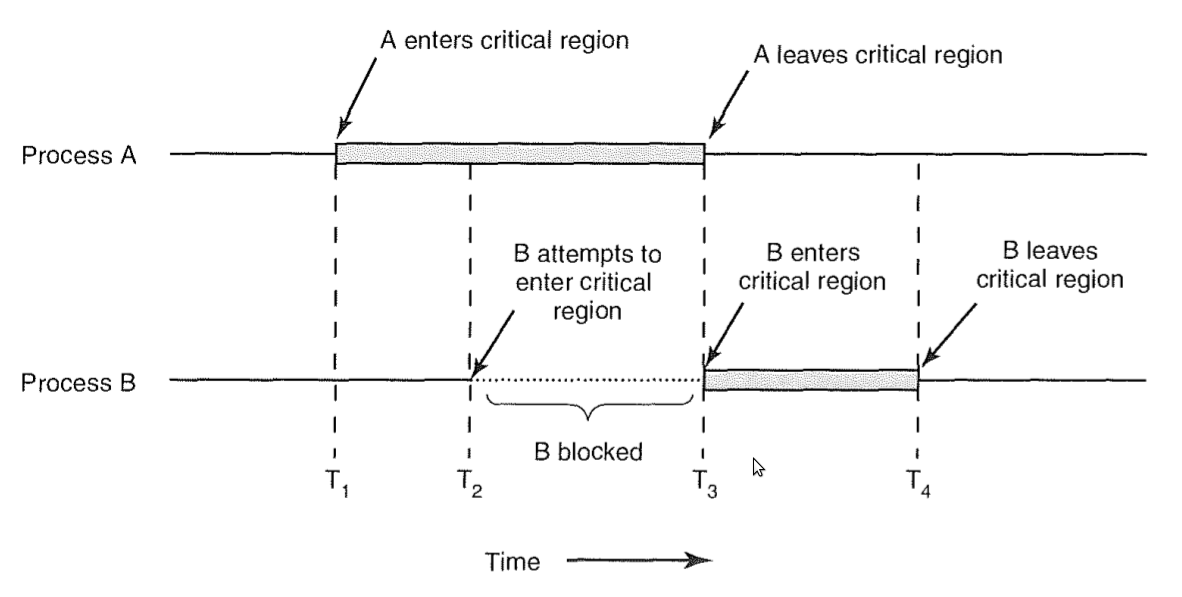 A enters critical region
A leaves critical region
Process A
B attempts to
enter critical
region
B enters
critical region
B leaves
critical region
Process B
B blocked
T1
T2
T3
T4
Time